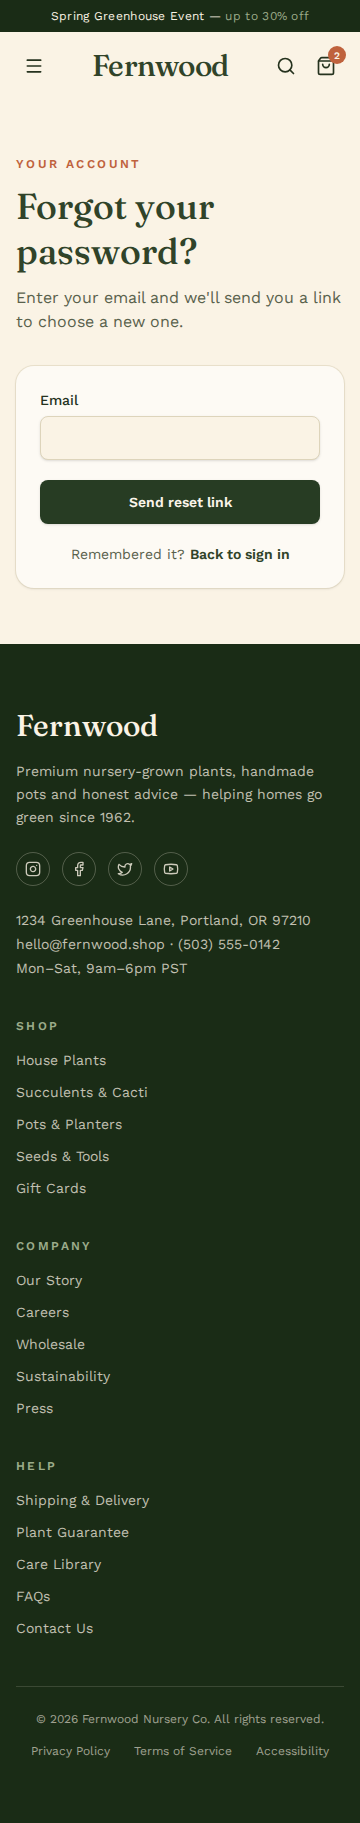 Spring Greenhouse Event — up to 30% off
Fernwood
2
YOUR ACCOUNT
Forgot your
password?
Enter your email and we'll send you a link
to choose a new one.
Email
Send reset link
Remembered it? Back to sign in
Fernwood
Premium nursery-grown plants, handmade
pots and honest advice — helping homes go
green since 1962.
1234 Greenhouse Lane, Portland, OR 97210
hello@fernwood.shop · (503) 555-0142
Mon–Sat, 9am–6pm PST
SHOP
House Plants
Succulents & Cacti
Pots & Planters
Seeds & Tools
Gift Cards
COMPANY
Our Story
Careers
Wholesale
Sustainability
Press
HELP
Shipping & Delivery
Plant Guarantee
Care Library
FAQs
Contact Us
© 2026 Fernwood Nursery Co. All rights reserved.
Privacy Policy Terms of Service Accessibility